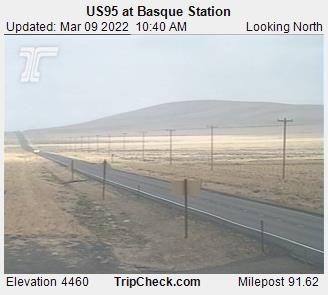 US95 at Basque Station
Updated: Mar 09 2022 10:40 AM Looking North
Elevation 4460 TripCheck.com Milepost 91.62